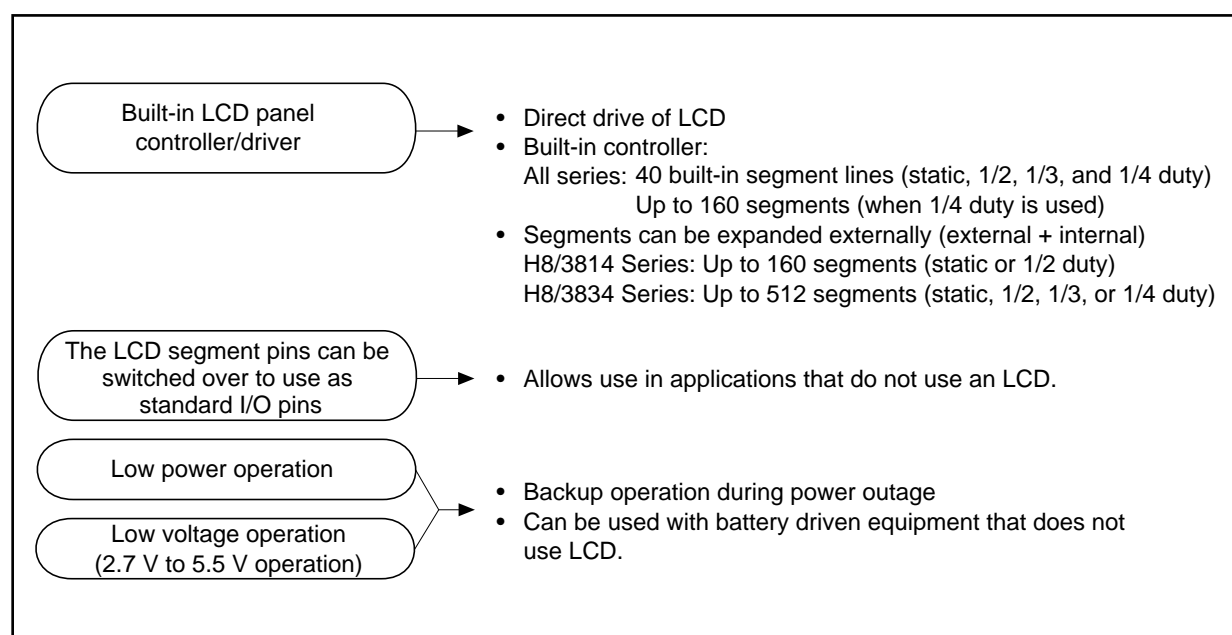 Built-in LCD panel
controller/driver
• Direct drive of LCD
• Built-in controller:
All series: 40 built-in segment lines (static, 1/2, 1/3, and 1/4 duty)
Up to 160 segments (when 1/4 duty is used)
• Segments can be expanded externally (external + internal)
H8/3814 Series: Up to 160 segments (static or 1/2 duty)
H8/3834 Series: Up to 512 segments (static, 1/2, 1/3, or 1/4 duty)
The LCD segment pins can be
switched over to use as
standard I/O pins
• Allows use in applications that do not use an LCD.
Low power operation
Low voltage operation
(2.7 V to 5.5 V operation)
• Backup operation during power outage
• Can be used with battery driven equipment that does not
use LCD.